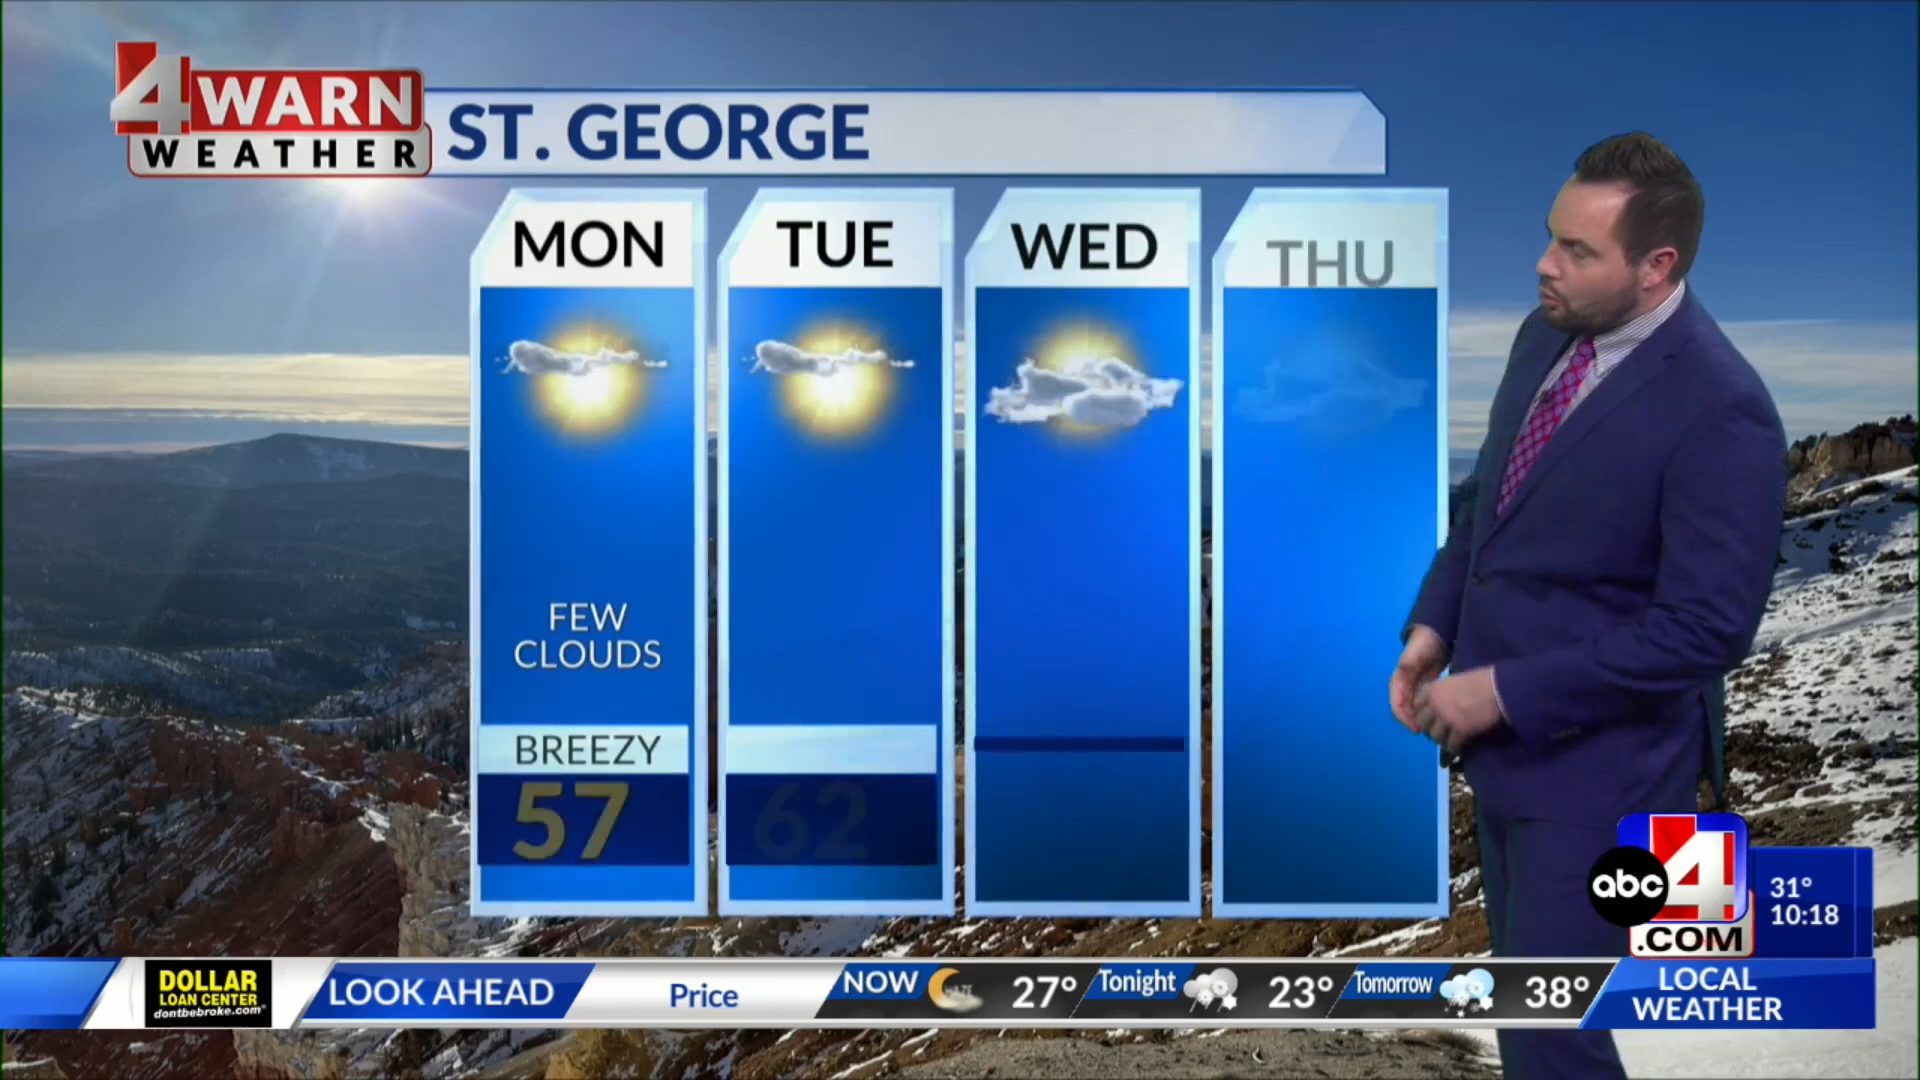 4 WARN
WEATHER
ST. GEORGE
MON
TUE
WED
THU
FEW
CLOUDS
BREEZY
57
62
abc 4
.COM
31°
10:18
DOLLAR
LOAN CENTER
dontbebroke.com
LOOK AHEAD
Price
NOW
HAZE
27°
Tonight
23°
Tomorrow
38°
LOCAL
WEATHER